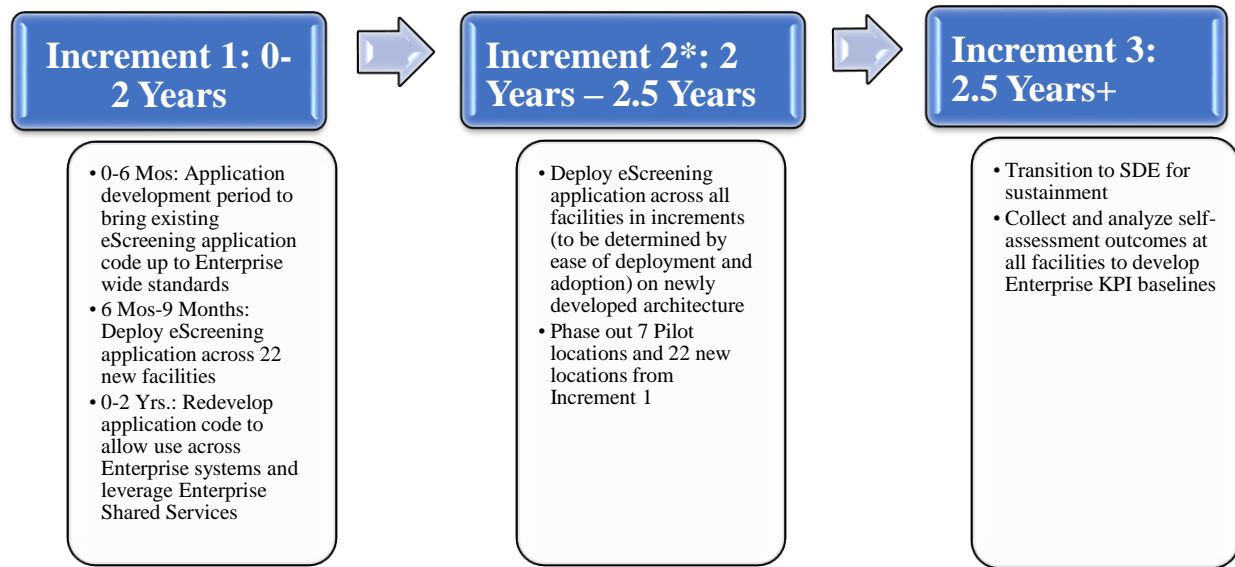 Increment 1: 0-
2 Years
• 0-6 Mos: Application
development period to
bring existing
eScreening application
code up to Enterprise
wide standards
• 6 Mos-9 Months:
Deploy eScreening
application across 22
new facilities
• 0-2 Yrs.: Redevelop
application code to
allow use across
Enterprise systems and
leverage Enterprise
Shared Services
Increment 2*: 2
Years – 2.5 Years
• Deploy eScreening
application across all
facilities in increments
(to be determined by
ease of deployment and
adoption) on newly
developed architecture
• Phase out 7 Pilot
locations and 22 new
locations from
Increment 1
Increment 3:
2.5 Years+
• Transition to SDE for
sustainment
• Collect and analyze self-
assessment outcomes at
all facilities to develop
Enterprise KPI baselines